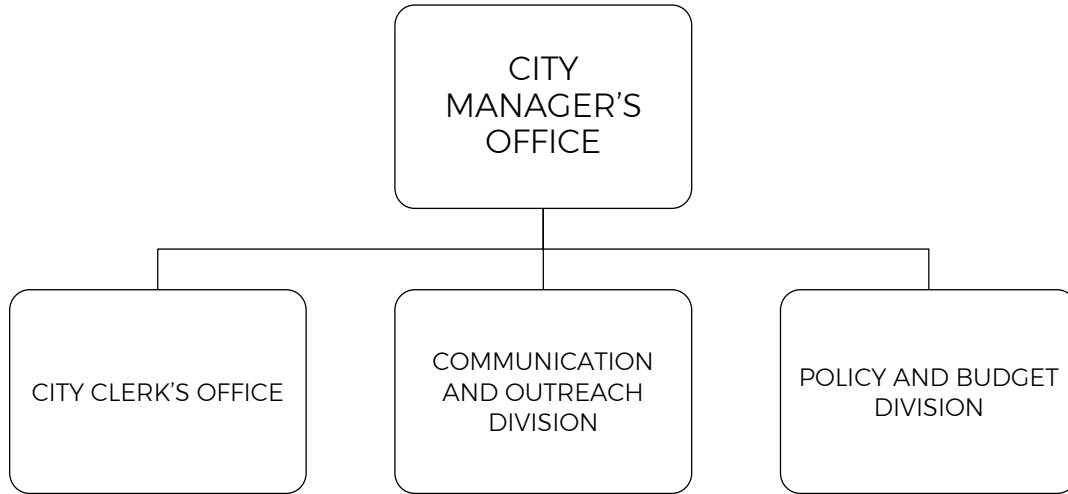 CITY
MANAGER’S
OFFICE
CITY CLERK’S OFFICE
COMMUNICATION
AND OUTREACH
DIVISION
POLICY AND BUDGET
DIVISION